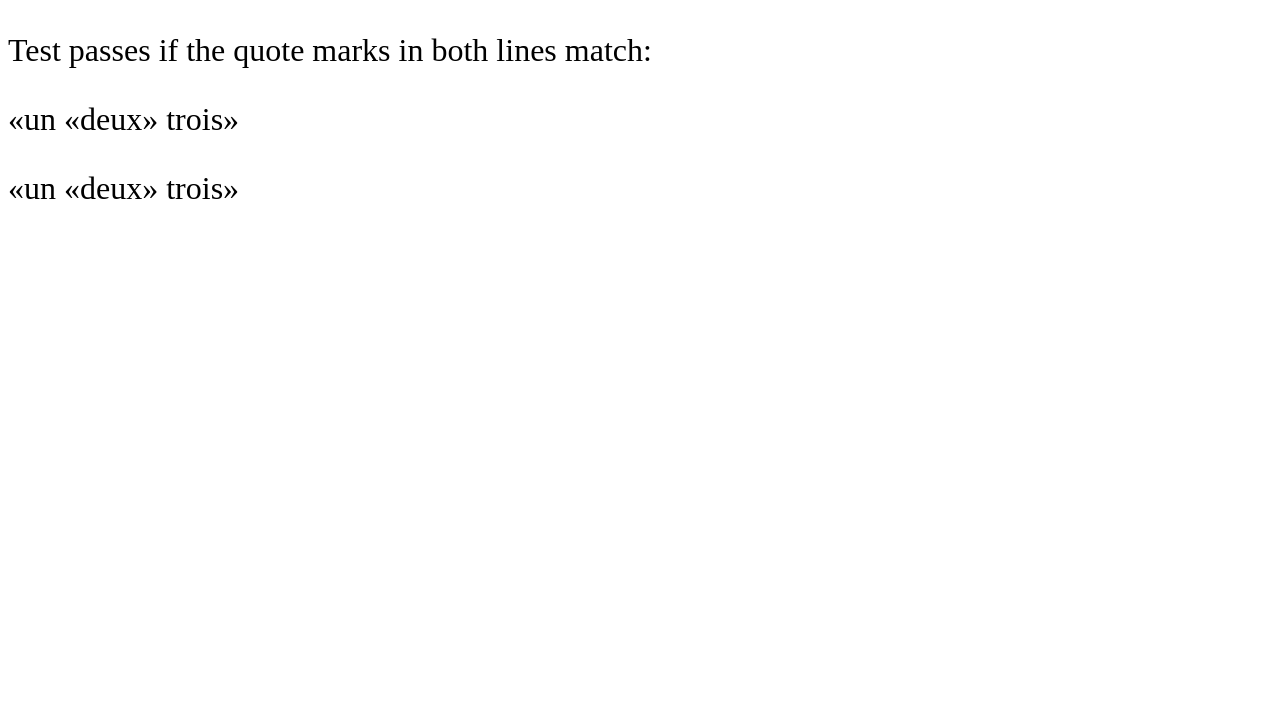 Test passes if the quote marks in both lines match:
«un «deux» trois»
«un «deux» trois»